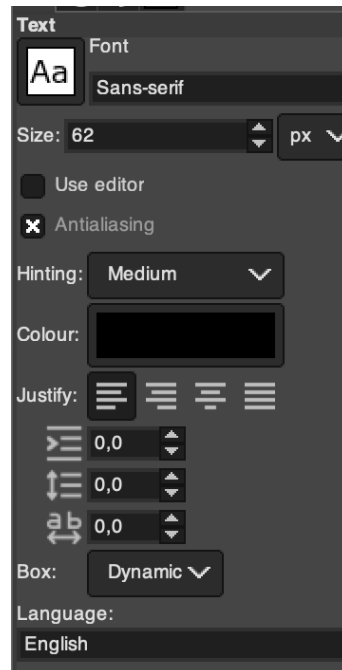 Text
Font
Aa
Sans-serif
Size: 62 px
Use editor
Antialiasing
Hinting: Medium
Colour:
Justify:
0,0
0,0
ab 0,0
Box: Dynamic
Language:
English